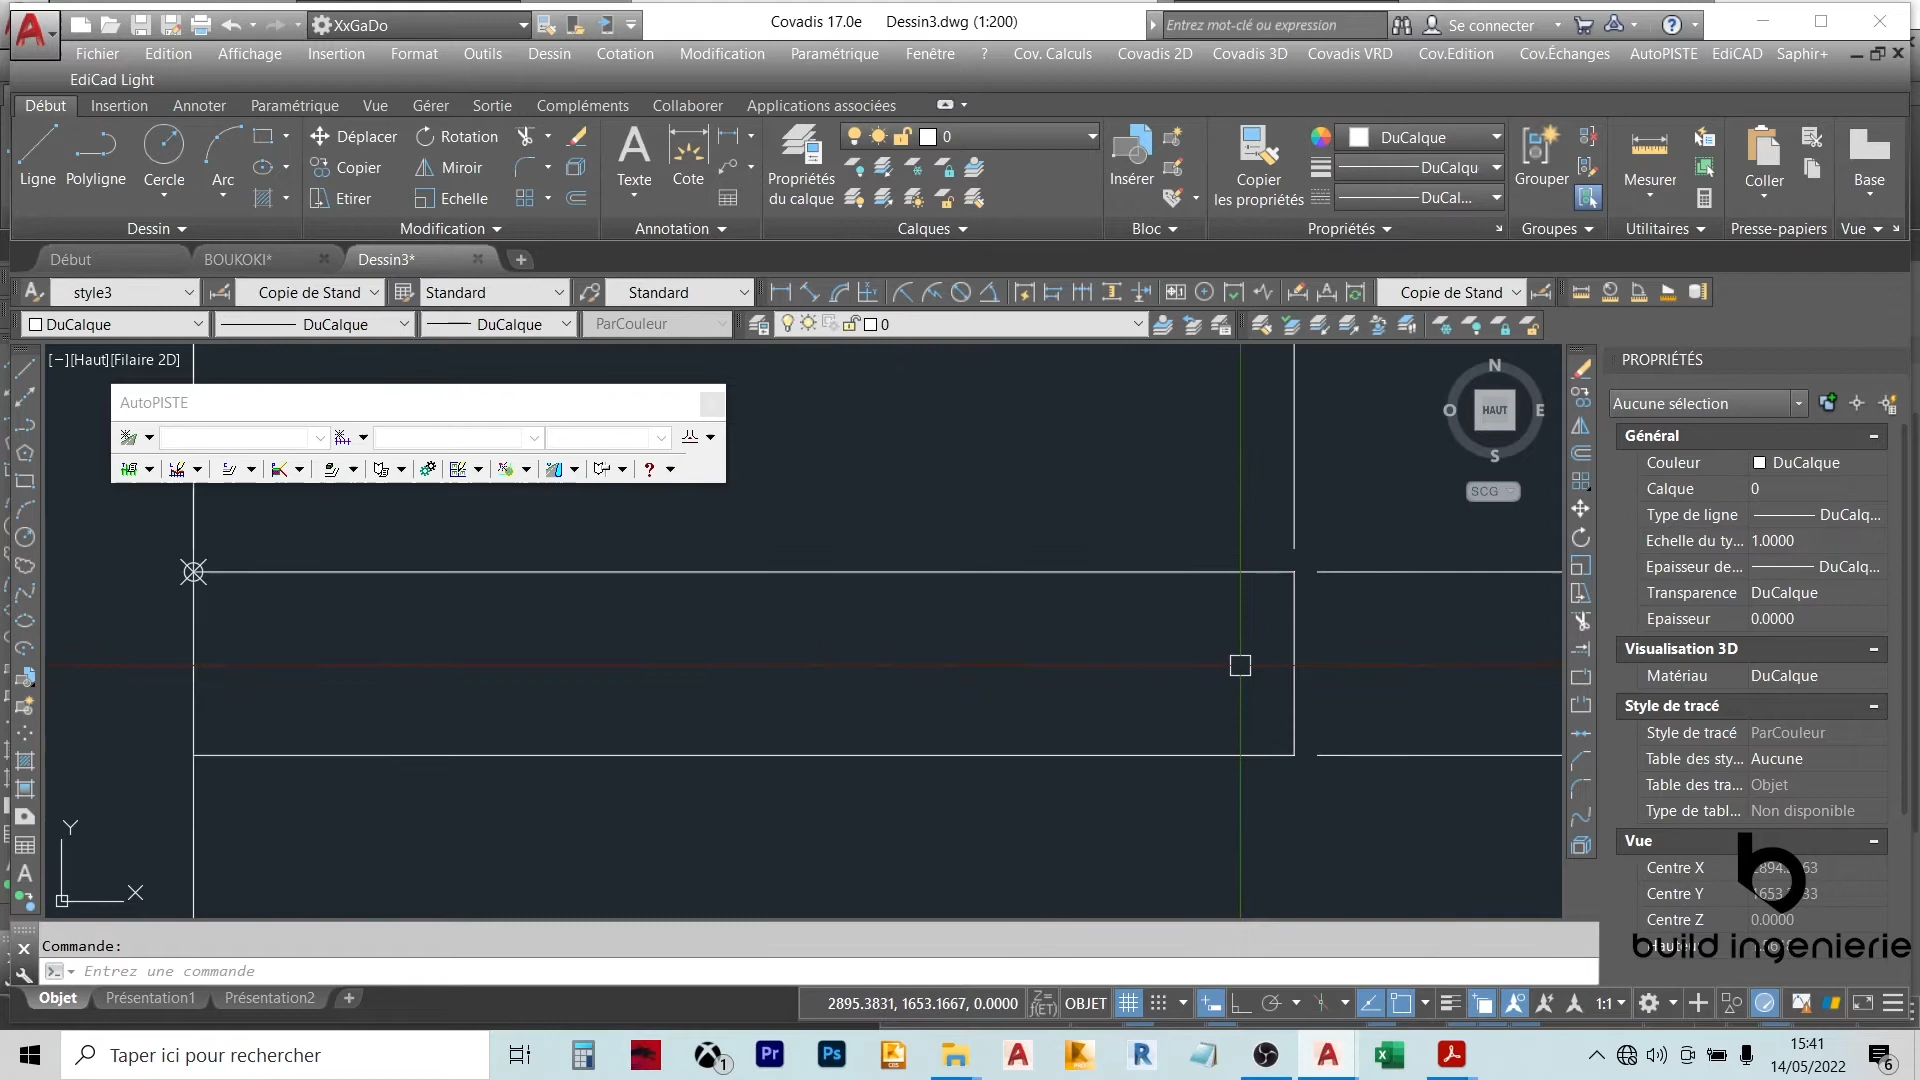 XxGaDo
Covadis 17.0e Dessin3.dwg (1:200)
Entrez mot-clé ou expression
Se connecter
Fichier Edition Affichage Insertion Format Outils Dessin Cotation Modification Paramétrique Fenêtre ? Cov. Calculs Covadis 2D Covadis 3D Covadis VRD Cov.Edition Cov.Échanges AutoPISTE EdiCAD Saphir+
EdiCad Light
Début Insertion Annoter Paramétrique Vue Gérer Sortie Compléments Collaborer Applications associées
Ligne Polyligne Cercle Arc
Déplacer Rotation
Copier Miroir
Etirer Echelle
Texte Cote
Propriétés
du calque
0
Insérer
Copier
les propriétés
DuCalque
DuCalqu
DuCal...
Grouper
Mesurer
Coller
Base
Dessin Modification Annotation Calques Bloc Propriétés Groupes Utilitaires Presse-papiers Vue
Début BOUKOKI* Dessin3*
style3 Copie de Stand Standard Standard Copie de Stand
DuCalque DuCalque DuCalque ParCouleur 0
[−][Haut][Filaire 2D]
AutoPISTE
N
O HAUT E
S
SCG
Y
X
PROPRIÉTÉS
Aucune sélection
Général
Couleur DuCalque
Calque 0
Type de ligne DuCalq...
Echelle du ty... 1.0000
Epaisseur de... DuCalq...
Transparence DuCalque
Epaisseur 0.0000
Visualisation 3D
Matériau DuCalque
Style de tracé
Style de tracé ParCouleur
Table des sty... Aucune
Table des tra... Objet
Type de tabl... Non disponible
Vue
Centre X
Centre Y
Centre Z 0.0000
build ingenierie
Commande:
Entrez une commande
Objet Présentation1 Présentation2
2895.3831, 1653.1667, 0.0000 OBJET 1:1
Taper ici pour rechercher
15:41
14/05/2022